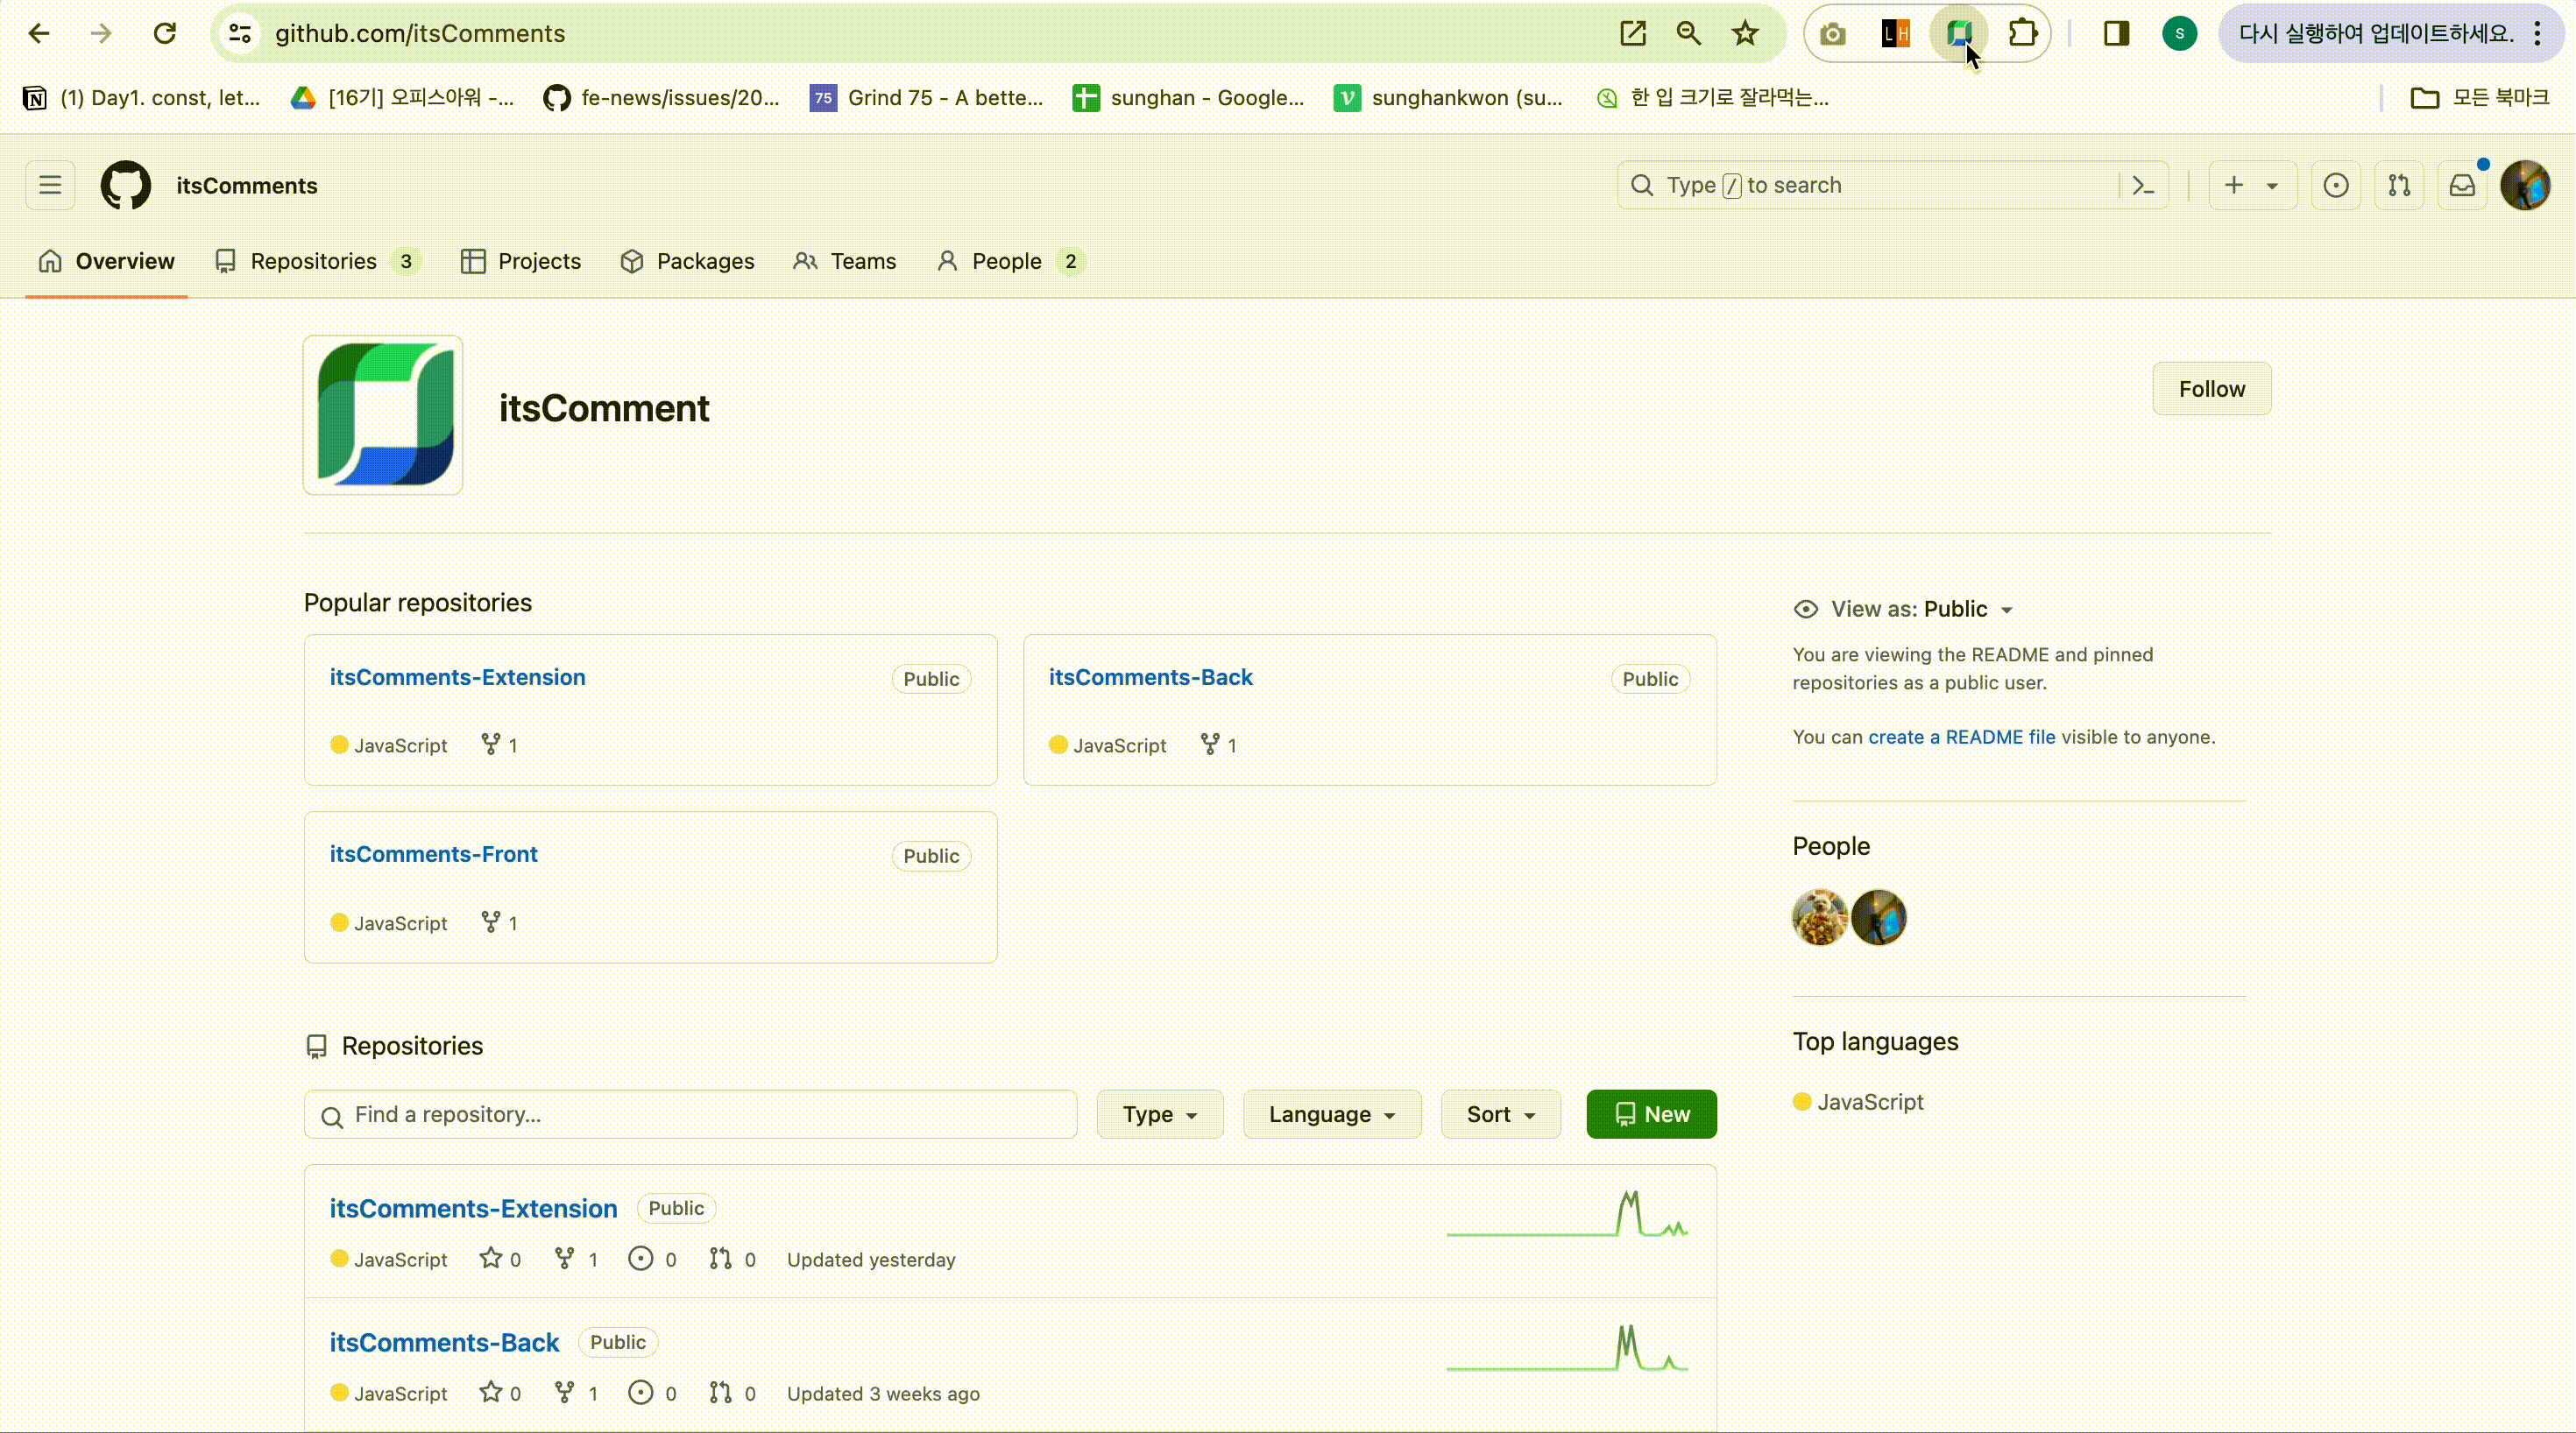 github.com/itsComments
LH
S
다시 실행하여 업데이트하세요.
(1) Day1. const, let...
[16기] 오피스아워 -...
fe-news/issues/20...
75
Grind 75 - A bette...
sunghan - Google...
sunghankwon (su...
한 입 크기로 잘라먹는...
모든 북마크
itsComments
Type / to search
Overview
Repositories 3
Projects
Packages
Teams
People 2
itsComment
Follow
Popular repositories
itsComments-Extension
Public
JavaScript
1
itsComments-Back
Public
JavaScript
1
itsComments-Front
Public
JavaScript
1
View as: Public
You are viewing the README and pinned
repositories as a public user.
You can create a README file visible to anyone.
People
Top languages
JavaScript
Repositories
Find a repository...
Type
Language
Sort
New
itsComments-Extension Public
JavaScript 0 1 0 0 Updated yesterday
itsComments-Back Public
JavaScript 0 1 0 0 Updated 3 weeks ago